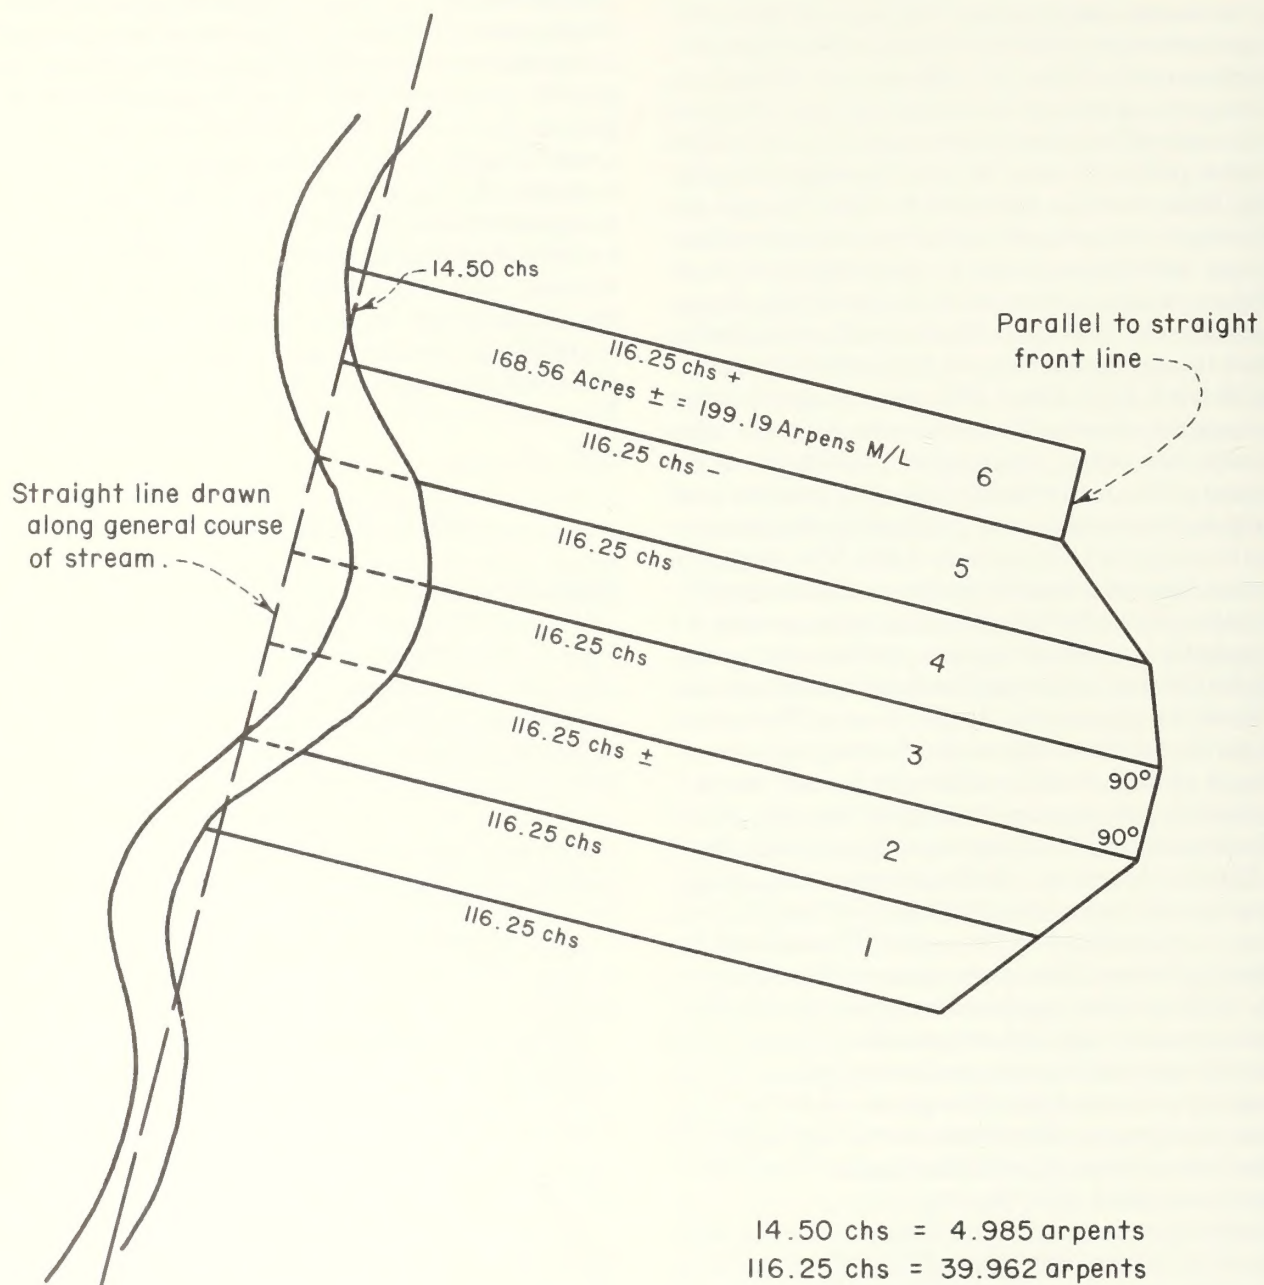 14.50 chs
Parallel to straight
front line
116.25 chs +
168.56 Acres ± = 199.19 Arpens M/L
6
116.25 chs -
Straight line drawn
along general course
of stream.
116.25 chs
5
116.25 chs
4
116.25 chs ±
3
90°
90°
116.25 chs
2
116.25 chs
1
14.50 chs = 4.985 arpents
116.25 chs = 39.962 arpents